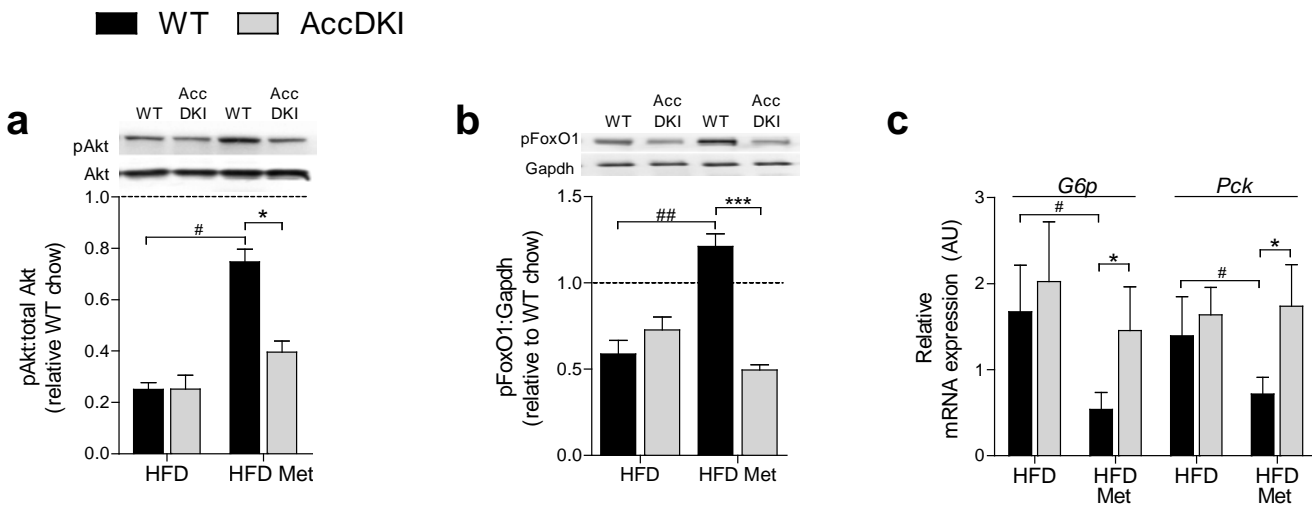 WT AccDKI
a
WT Acc DKI WT Acc DKI
pAkt
Akt
pAkt:total Akt
(relative WT chow)
1.0
0.8
0.6
0.4
0.2
0.0
#
*
HFD HFD Met
b
WT Acc DKI WT Acc DKI
pFoxO1
Gapdh
pFoxO1:Gapdh
(relative to WT chow)
1.5
1.0
0.5
0.0
##
***
HFD HFD Met
c
G6p Pck
Relative
mRNA expression (AU)
3
2
1
0
#
*
#
*
HFD HFD Met HFD HFD Met